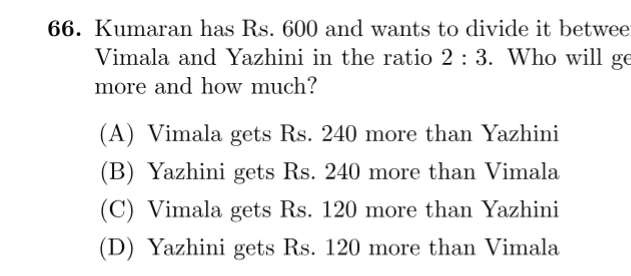 66. Kumaran has Rs. 600 and wants to divide it betwee
Vimala and Yazhini in the ratio 2 : 3. Who will ge
more and how much?
(A) Vimala gets Rs. 240 more than Yazhini
(B) Yazhini gets Rs. 240 more than Vimala
(C) Vimala gets Rs. 120 more than Yazhini
(D) Yazhini gets Rs. 120 more than Vimala